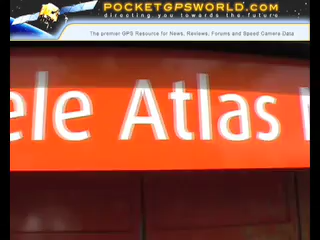 POCKETGPSWORLD.COM
directing you towards the future
The premier GPS Resource for News, Reviews, Forums and Speed Camera Data
ele Atlas